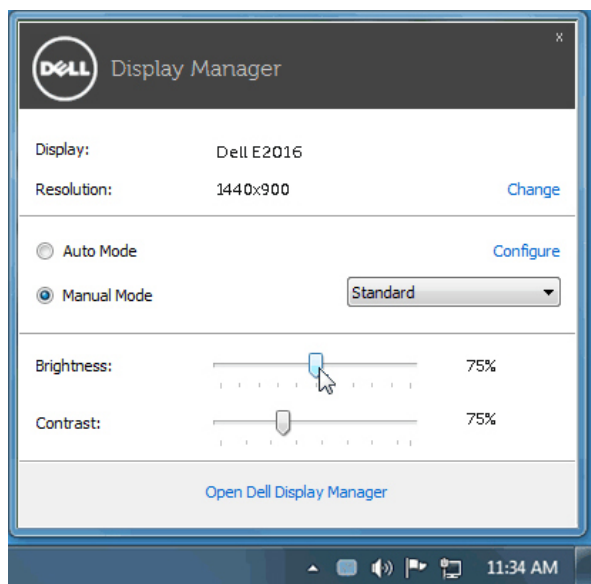 DELL Display Manager x
Display: Dell E2016
Resolution: 1440x900 Change
Auto Mode Configure
Manual Mode Standard
Brightness: 75%
Contrast: 75%
Open Dell Display Manager
11:34 AM